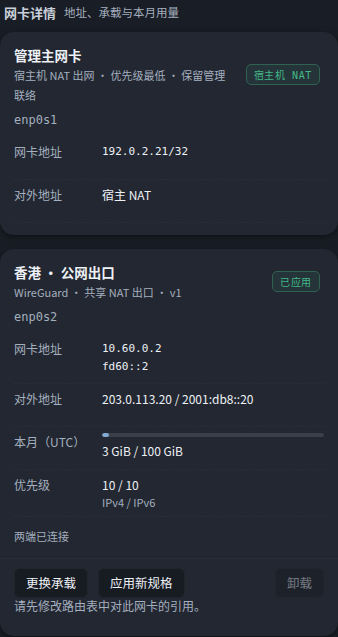 网卡详情 地址、承载与本月用量
管理主网卡
宿主机 NAT 出网 · 优先级最低 · 保留管理
联络
宿主机 NAT
enp0s1
网卡地址 192.0.2.21/32
对外地址 宿主 NAT
香港 · 公网出口
WireGuard · 共享 NAT 出口 · v1
已应用
enp0s2
网卡地址 10.60.0.2
fd60::2
对外地址 203.0.113.20 / 2001:db8::20
本月（UTC）
3 GiB / 100 GiB
优先级 10 / 10
IPv4 / IPv6
两端已连接
更换承载 应用新规格 卸载
请先修改路由表中对此网卡的引用。